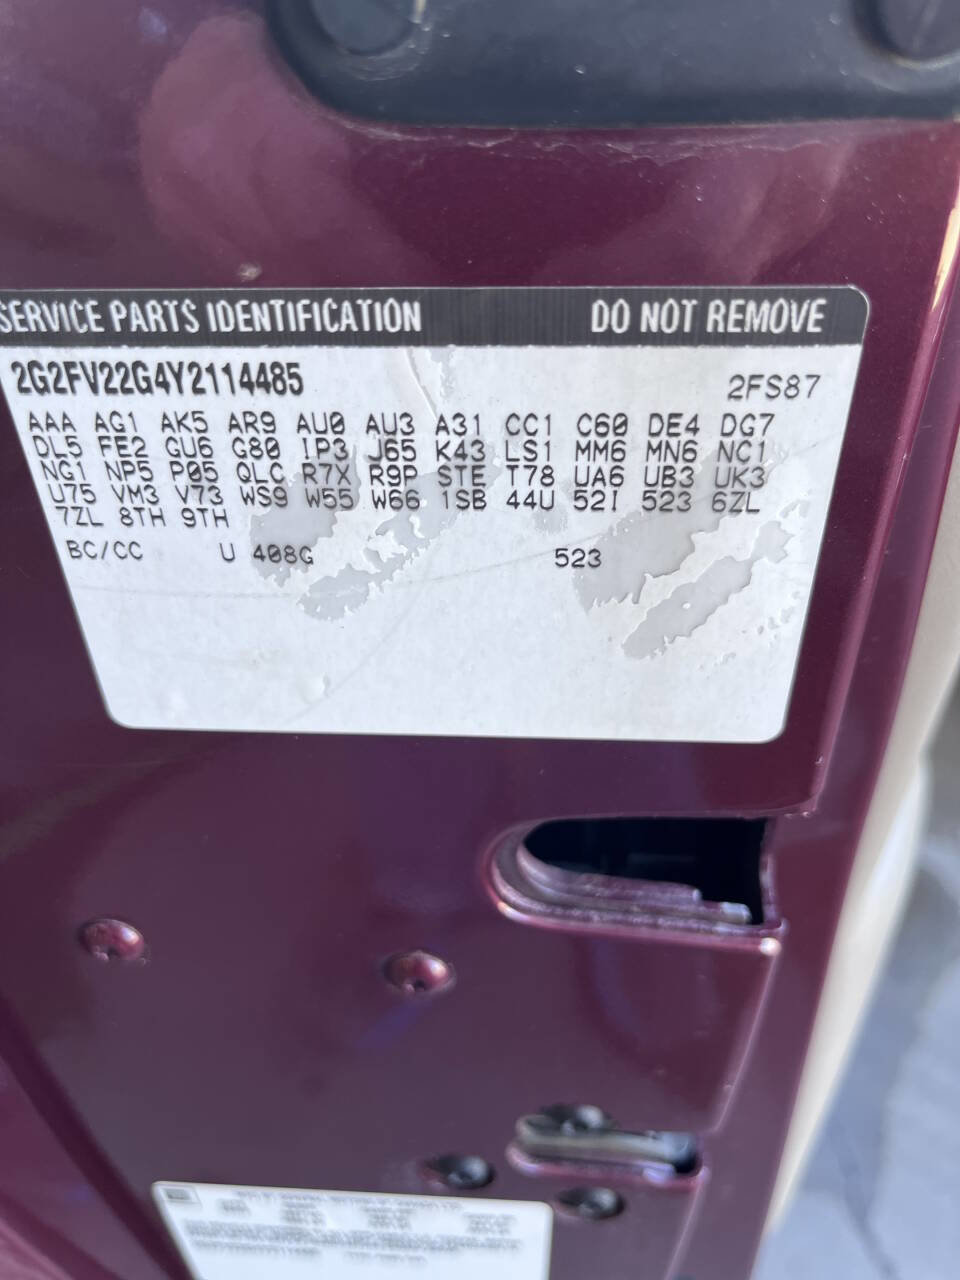 SERVICE PARTS IDENTIFICATION DO NOT REMOVE
2G2FV22G4Y2114485 2FS87
AAA AG1 AK5 AR9 AU0 AU3 A31 CC1 C60 DE4 DG7
DL5 FE2 GU6 G80 IP3 J65 K43 LS1 MM6 MN6 NC1
NG1 NP5 P05 QLC R7X R9P STE T78 UA6 UB3 UK3
U75 VM3 V73 WS9 W55 W66 1SB 44U 52I 523 6ZL
7ZL 8TH 9TH
BC/CC U 408G 523